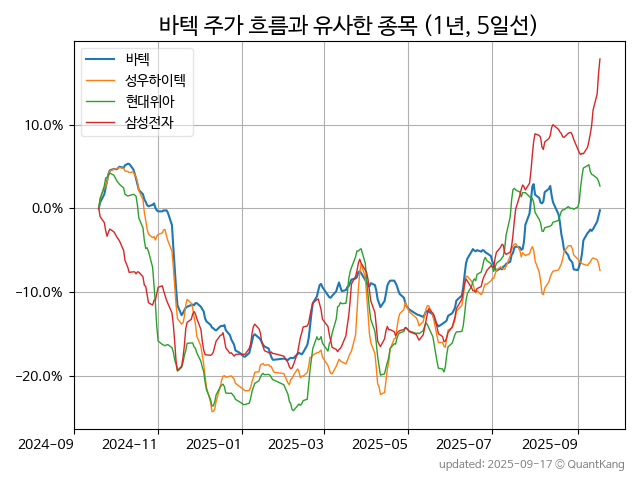 바텍 주가 흐름과 유사한 종목 (1년, 5일선)
바텍
성우하이텍
현대위아
삼성전자
10.0%
0.0%
−10.0%
−20.0%
2024-09 2024-11 2025-01 2025-03 2025-05 2025-07 2025-09
updated: 2025-09-17 © QuantKang